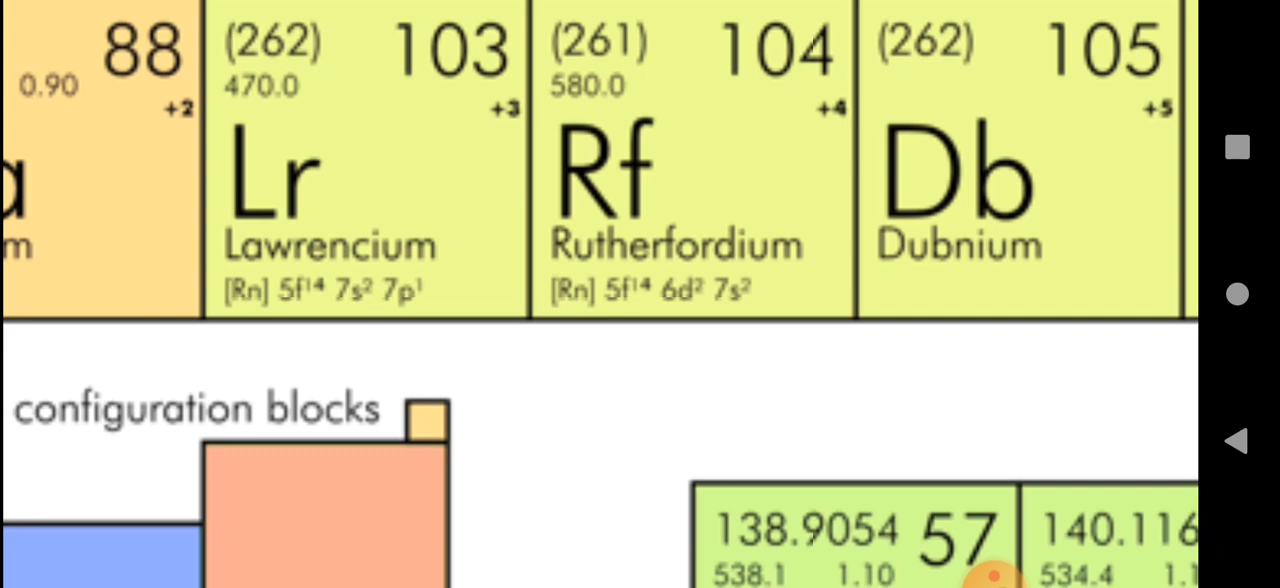 88
0.90
+2
a
m
(262) 103
470.0
+3
Lr
Lawrencium
[Rn] 5f¹⁴ 7s² 7p¹
(261) 104
580.0
+4
Rf
Rutherfordium
[Rn] 5f¹⁴ 6d² 7s²
(262) 105
+5
Db
Dubnium
configuration blocks
138.9054 57
538.1 1.10
140.116
534.4 1.1